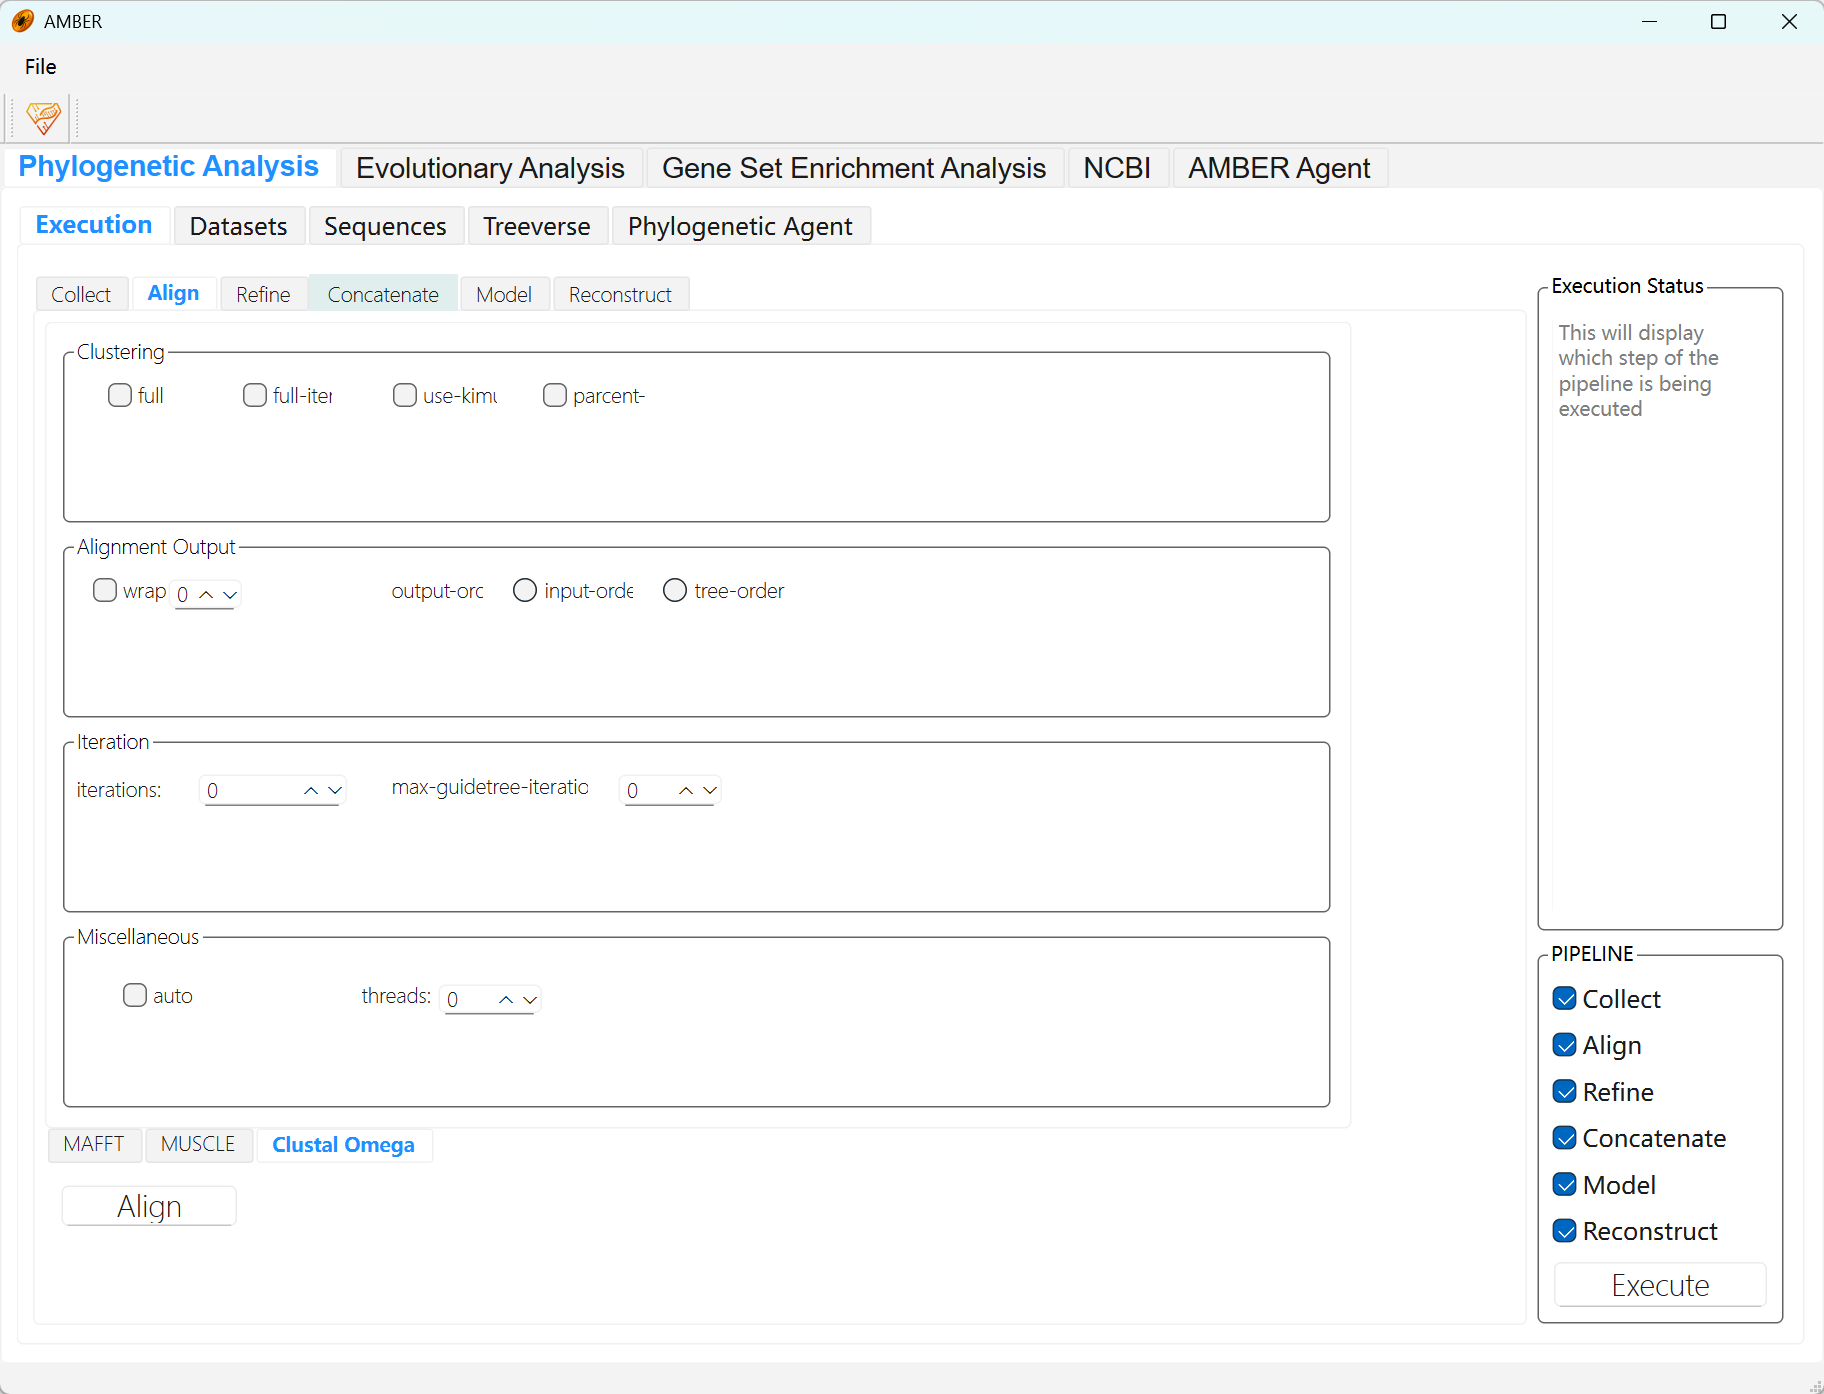 AMBER
File
Phylogenetic Analysis Evolutionary Analysis Gene Set Enrichment Analysis NCBI AMBER Agent
Execution Datasets Sequences Treeverse Phylogenetic Agent
Collect Align Refine Concatenate Model Reconstruct
Clustering
full full-iter use-kimu parcent-
Alignment Output
wrap 0 output-orc input-orde tree-order
Iteration
iterations: 0 max-guidetree-iteratio 0
Miscellaneous
auto threads: 0
MAFFT MUSCLE Clustal Omega
Align
Execution Status
This will display
which step of the
pipeline is being
executed
PIPELINE
Collect
Align
Refine
Concatenate
Model
Reconstruct
Execute